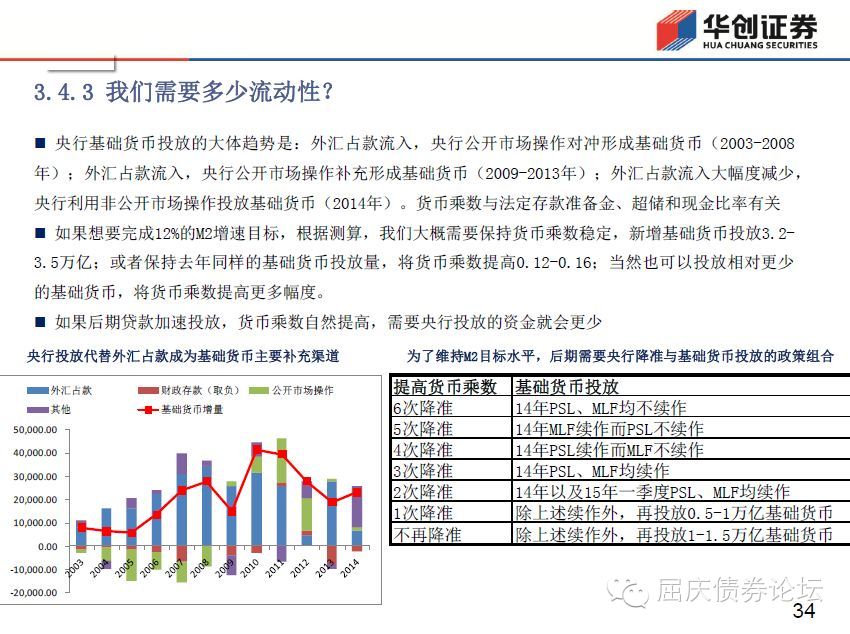 华创证券
HUA CHUANG SECURITIES
3.4.3 我们需要多少流动性？
■ 央行基础货币投放的大体趋势是：外汇占款流入，央行公开市场操作对冲形成基础货币（2003-2008
年）；外汇占款流入，央行公开市场操作补充形成基础货币（2009-2013年）；外汇占款流入大幅度减少，
央行利用非公开市场操作投放基础货币（2014年）。货币乘数与法定存款准备金、超储和现金比率有关
■ 如果想要完成12%的M2增速目标，根据测算，我们大概需要保持货币乘数稳定，新增基础货币投放3.2-
3.5万亿；或者保持去年同样的基础货币投放量，将货币乘数提高0.12-0.16；当然也可以投放相对更少
的基础货币，将货币乘数提高更多幅度。
■ 如果后期贷款加速投放，货币乘数自然提高，需要央行投放的资金就会更少
央行投放代替外汇占款成为基础货币主要补充渠道
外汇占款 财政存款（取负） 公开市场操作
其他 基础货币增量
50,000.00
40,000.00
30,000.00
20,000.00
10,000.00
0.00
-10,000.00
-20,000.00
2003 2004 2005 2006 2007 2008 2009 2010 2011 2012 2013 2014
为了维持M2目标水平，后期需要央行降准与基础货币投放的政策组合
提高货币乘数 基础货币投放
6次降准 14年PSL、MLF均不续作
5次降准 14年MLF续作而PSL不续作
4次降准 14年PSL续作而MLF不续作
3次降准 14年PSL、MLF均续作
2次降准 14年以及15年一季度PSL、MLF均续作
1次降准 除上述续作外，再投放0.5-1万亿基础货币
不再降准 除上述续作外，再投放1-1.5万亿基础货币
屈庆债券论坛
34